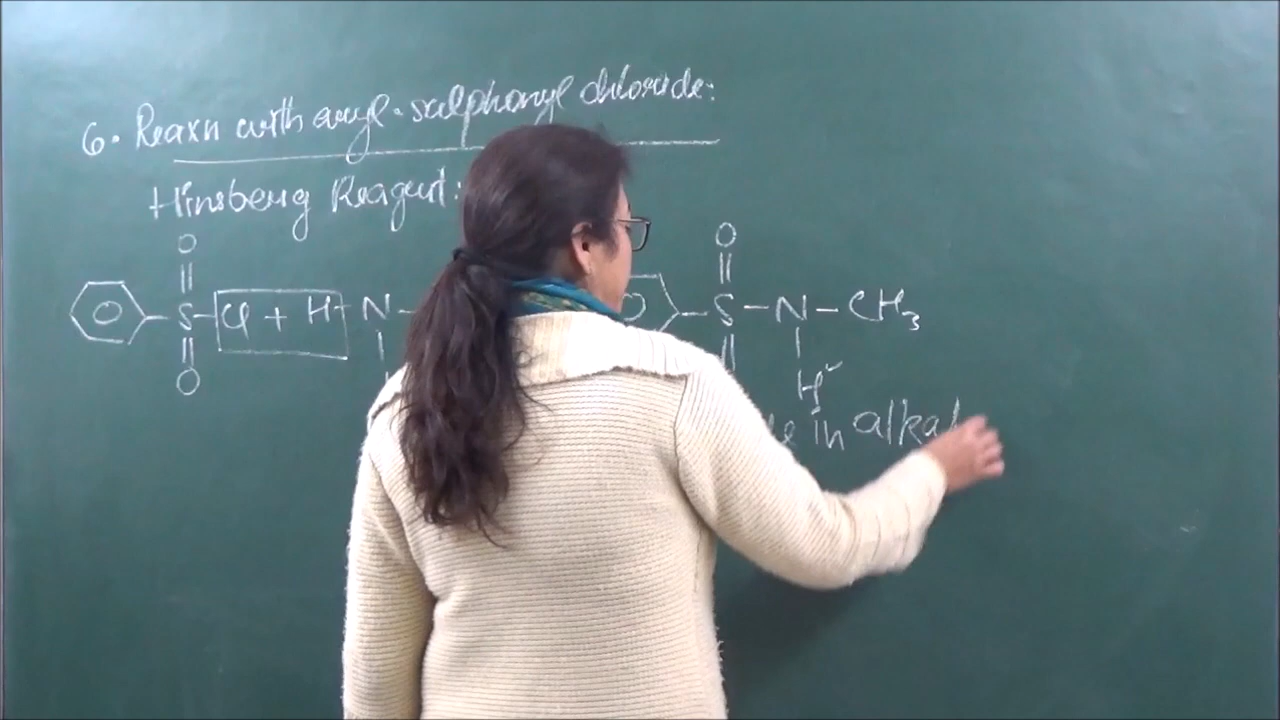 6. Reaxn with aryl-sulphonyl chloride:
Hinsberg Reagent:
O O
S Cl + H N O S N CH3
O H
in alkal